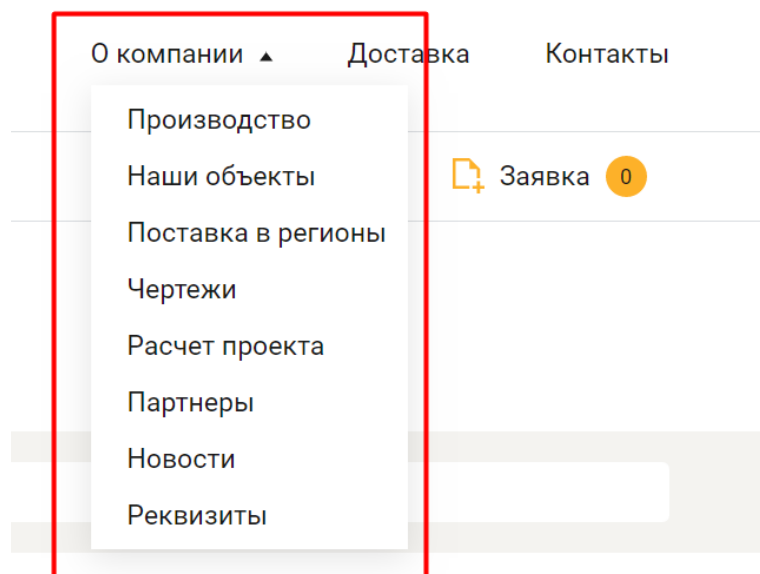 О компании ▲ Доставка Контакты
Производство
Наши объекты
Заявка 0
Поставка в регионы
Чертежи
Расчет проекта
Партнеры
Новости
Реквизиты